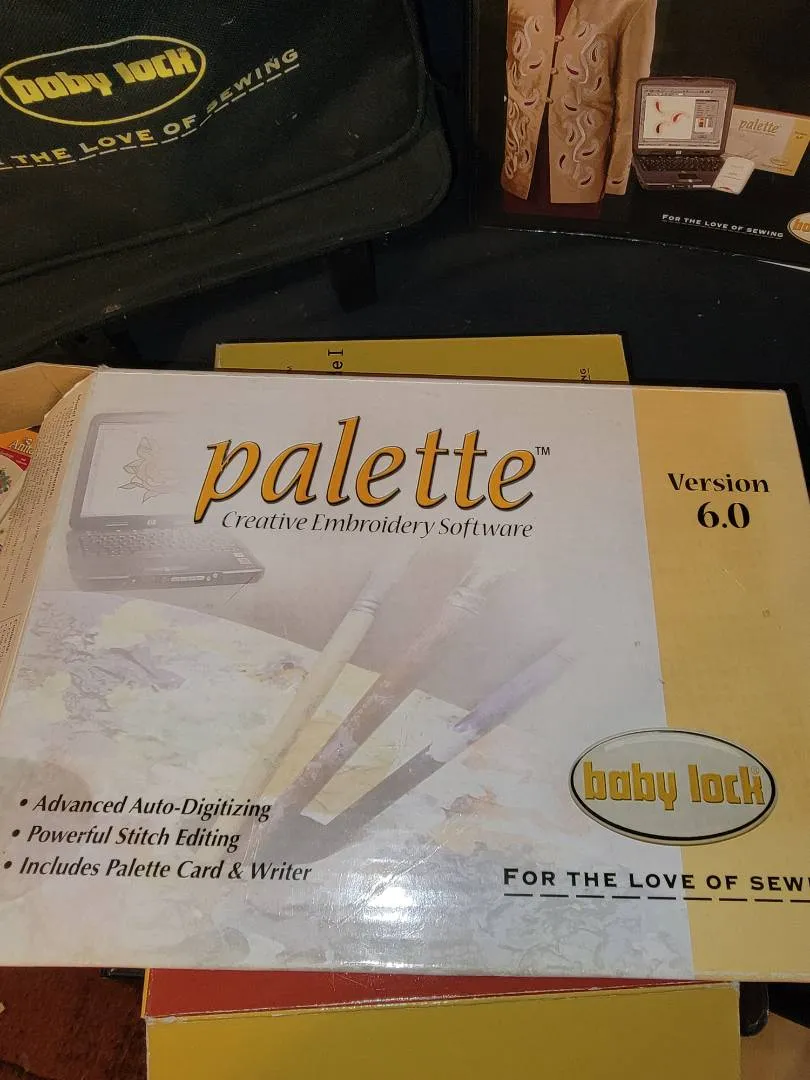 baby lock
THE LOVE OF SEWING
palette
FOR THE LOVE OF SEWING
palette™
Creative Embroidery Software
Version
6.0
baby lock
• Advanced Auto-Digitizing
• Powerful Stitch Editing
• Includes Palette Card & Writer
FOR THE LOVE OF SEW